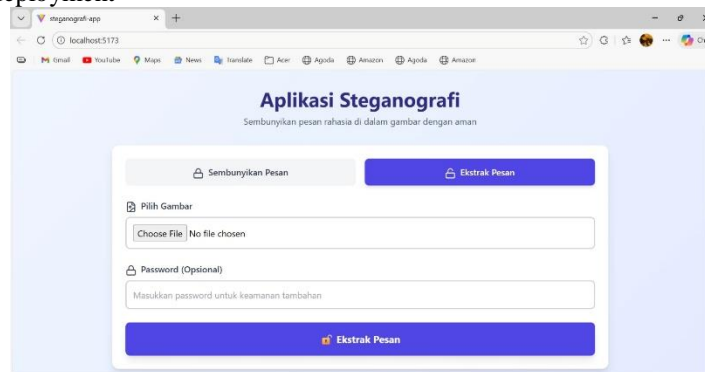 steganografi-app
localhost:5173
Gmail YouTube Maps News Translate Acer Agoda Amazon Agoda Amazon
Aplikasi Steganografi
Sembunyikan pesan rahasia di dalam gambar dengan aman
Sembunyikan Pesan Ekstrak Pesan
Pilih Gambar
Choose File No file chosen
Password (Opsional)
Masukkan password untuk keamanan tambahan
Ekstrak Pesan